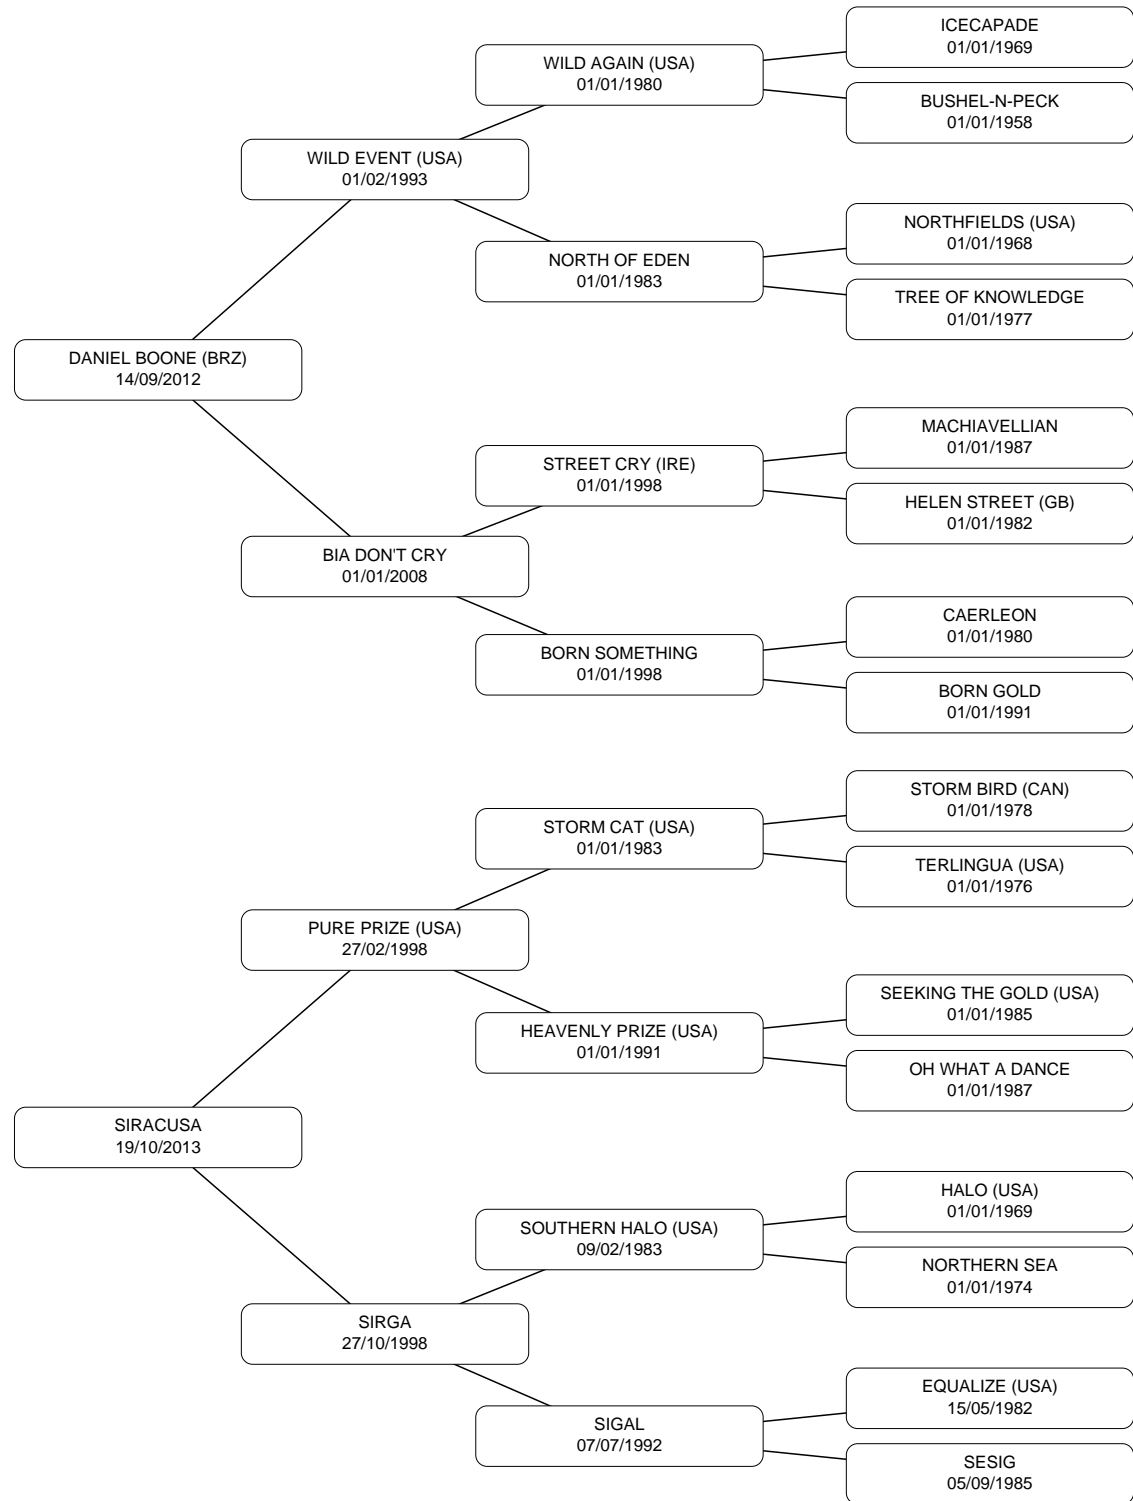 ICECAPADE
01/01/1969
WILD AGAIN (USA)
01/01/1980
BUSHEL-N-PECK
01/01/1958
WILD EVENT (USA)
01/02/1993
NORTHFIELDS (USA)
01/01/1968
NORTH OF EDEN
01/01/1983
TREE OF KNOWLEDGE
01/01/1977
DANIEL BOONE (BRZ)
14/09/2012
MACHIAVELLIAN
01/01/1987
STREET CRY (IRE)
01/01/1998
HELEN STREET (GB)
01/01/1982
BIA DON'T CRY
01/01/2008
CAERLEON
01/01/1980
BORN SOMETHING
01/01/1998
BORN GOLD
01/01/1991
STORM BIRD (CAN)
01/01/1978
STORM CAT (USA)
01/01/1983
TERLINGUA (USA)
01/01/1976
PURE PRIZE (USA)
27/02/1998
SEEKING THE GOLD (USA)
01/01/1985
HEAVENLY PRIZE (USA)
01/01/1991
OH WHAT A DANCE
01/01/1987
SIRACUSA
19/10/2013
HALO (USA)
01/01/1969
SOUTHERN HALO (USA)
09/02/1983
NORTHERN SEA
01/01/1974
SIRGA
27/10/1998
EQUALIZE (USA)
15/05/1982
SIGAL
07/07/1992
SESIG
05/09/1985